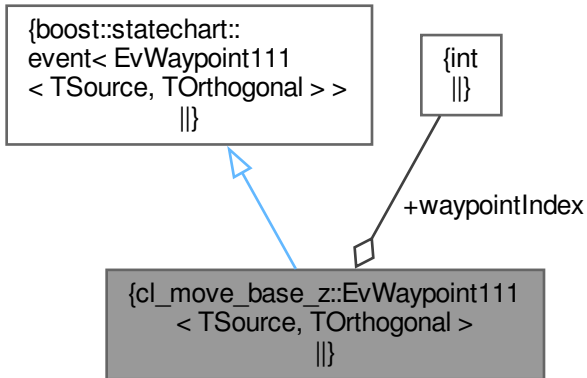 {boost::statechart::
event< EvWaypoint111
< TSource, TOrthogonal > >
||}
{int
||}
+waypointIndex
{cl_move_base_z::EvWaypoint111
< TSource, TOrthogonal >
||}